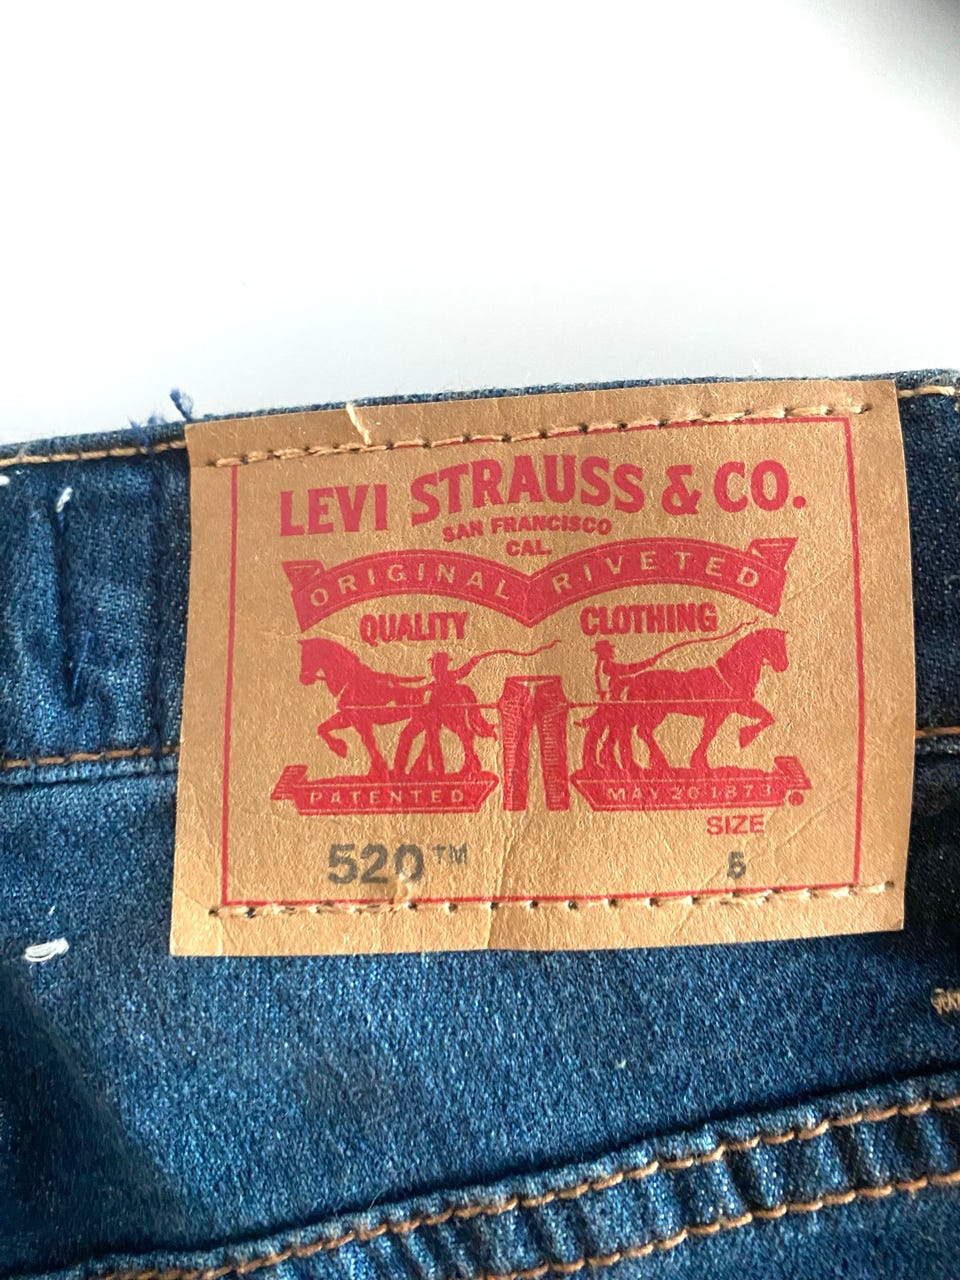 LEVI STRAUSS & CO.
SAN FRANCISCO
CAL.
ORIGINAL RIVETED
QUALITY CLOTHING
PATENTED MAY 20 1873 ®
SIZE
520™ 5